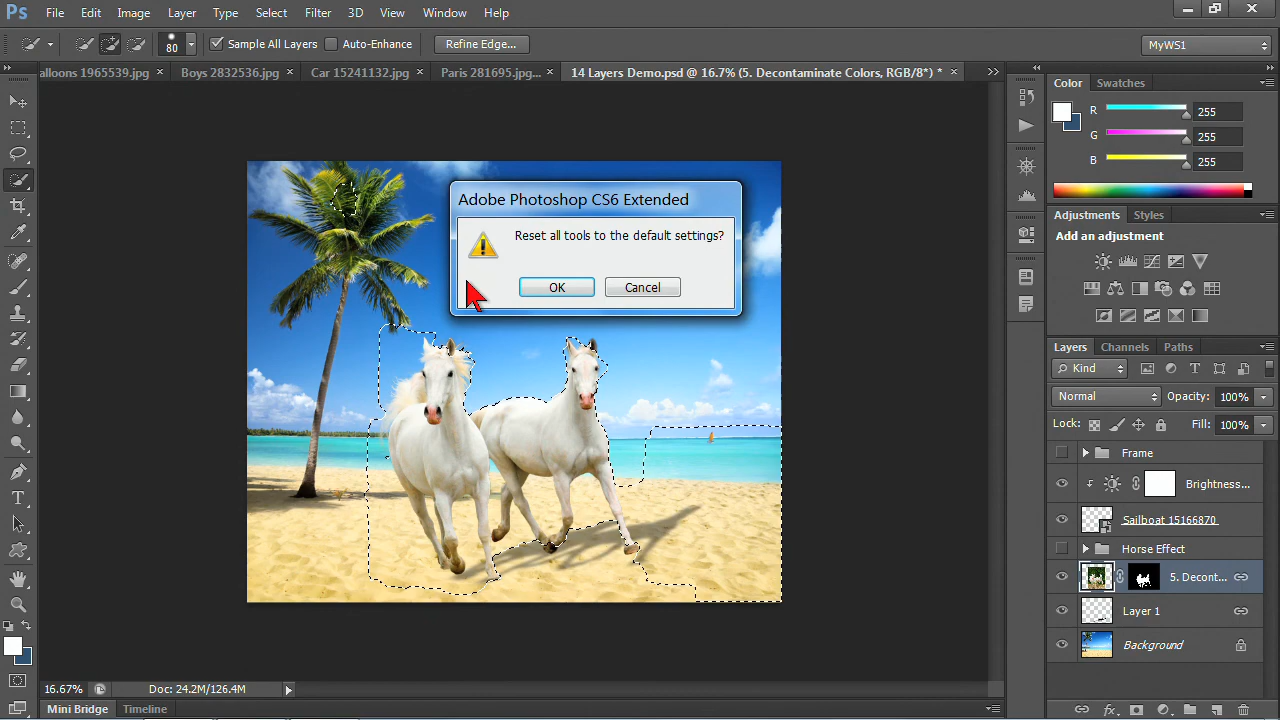 Ps File Edit Image Layer Type Select Filter 3D View Window Help
80 Sample All Layers Auto-Enhance Refine Edge... MyWS1
alloons 1965539.jpg × Boys 2832536.jpg × Car 15241132.jpg × Paris 281695.jpg... × 14 Layers Demo.psd @ 16.7% (5. Decontaminate Colors, RGB/8*) * ×
Color Swatches
R 255
G 255
B 255
Adobe Photoshop CS6 Extended
Reset all tools to the default settings?
OK Cancel
Adjustments Styles
Add an adjustment
Layers Channels Paths
Kind
Normal Opacity: 100%
Lock: Fill: 100%
Frame
Brightness...
Sailboat 15166870
Horse Effect
5. Decont...
Layer 1
Background
16.67% Doc: 24.2M/126.4M
Mini Bridge Timeline